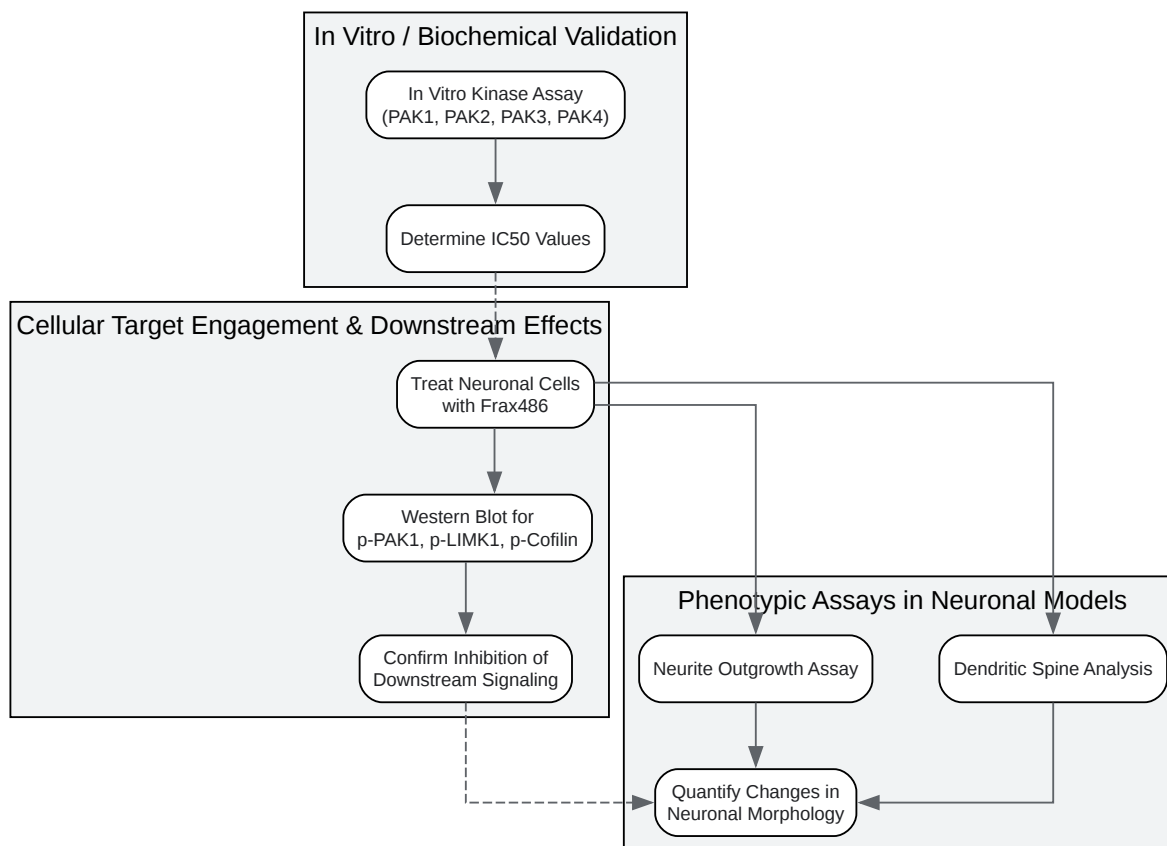 In Vitro / Biochemical Validation
In Vitro Kinase Assay
(PAK1, PAK2, PAK3, PAK4)
Determine IC50 Values
Cellular Target Engagement & Downstream Effects
Treat Neuronal Cells
with Frax486
Western Blot for
p-PAK1, p-LIMK1, p-Cofilin
Confirm Inhibition of
Downstream Signaling
Phenotypic Assays in Neuronal Models
Neurite Outgrowth Assay
Dendritic Spine Analysis
Quantify Changes in
Neuronal Morphology